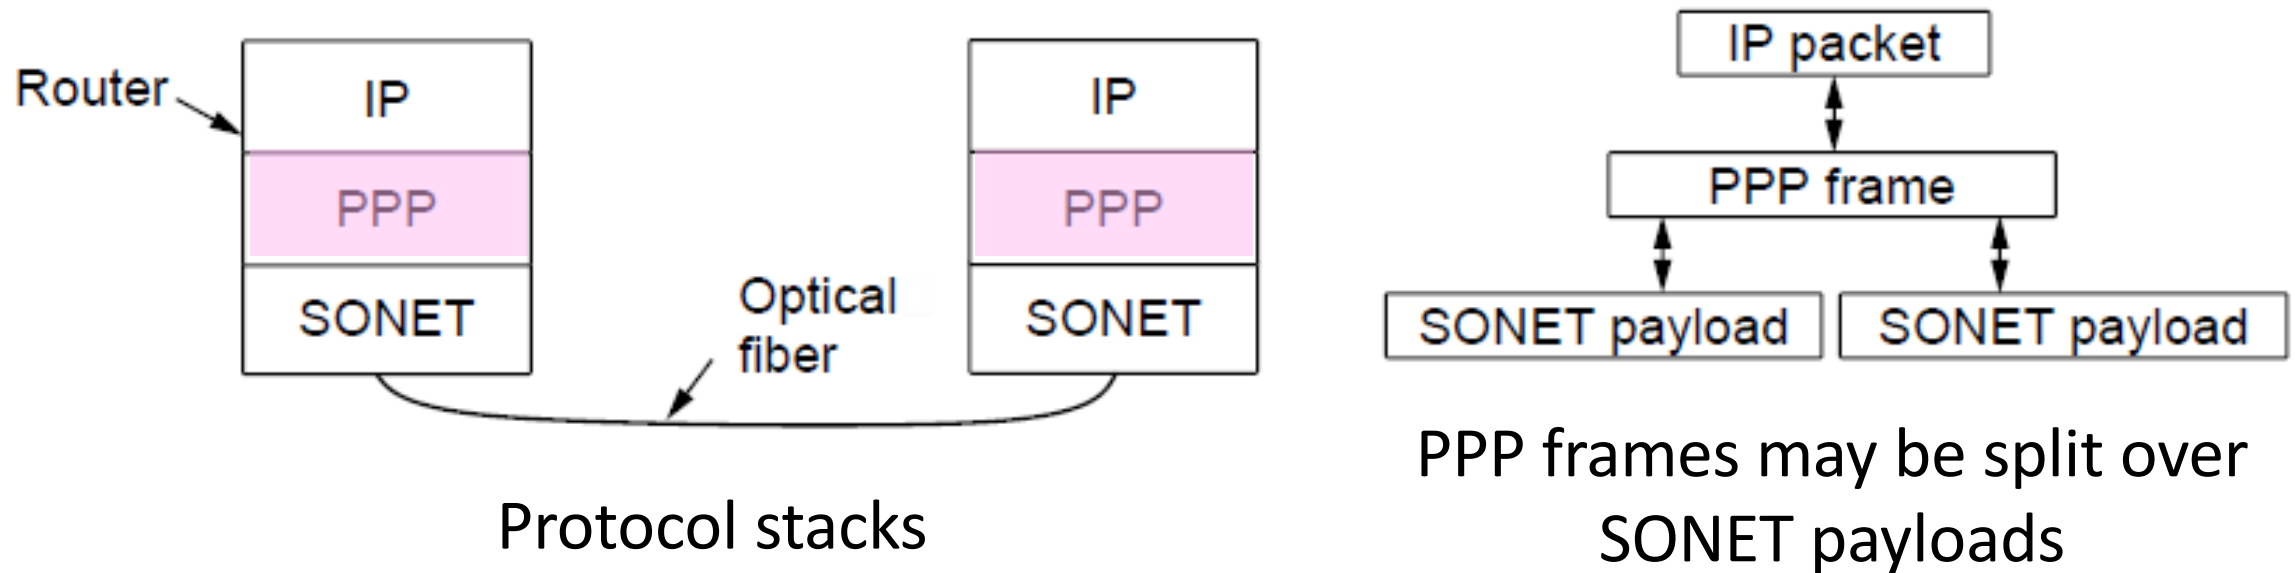 Router
IP
PPP
SONET
Optical
fiber
IP
PPP
SONET
Protocol stacks
IP packet
PPP frame
SONET payload
SONET payload
PPP frames may be split over
SONET payloads